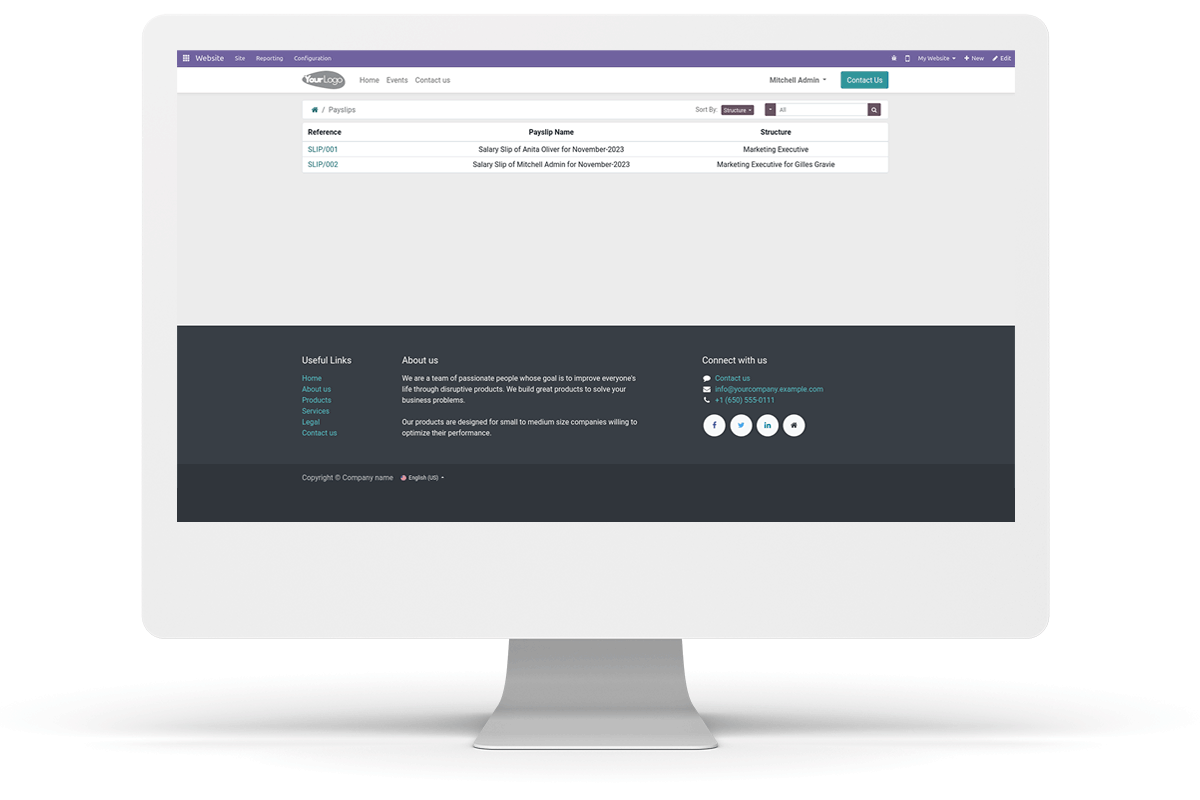 Website Site Reporting Configuration My Website + New Edit
YourLogo Home Events Contact us Mitchell Admin Contact Us
/ Payslips Sort By: Structure All
Reference Payslip Name Structure
SLIP/001 Salary Slip of Anita Oliver for November-2023 Marketing Executive
SLIP/002 Salary Slip of Mitchell Admin for November-2023 Marketing Executive for Gilles Gravie
Useful Links
Home
About us
Products
Services
Legal
Contact us
About us
We are a team of passionate people whose goal is to improve everyone's
life through disruptive products. We build great products to solve your
business problems.
Our products are designed for small to medium size companies willing to
optimize their performance.
Connect with us
Contact us
info@yourcompany.example.com
+1 (650) 555-0111
Copyright © Company name English (US)